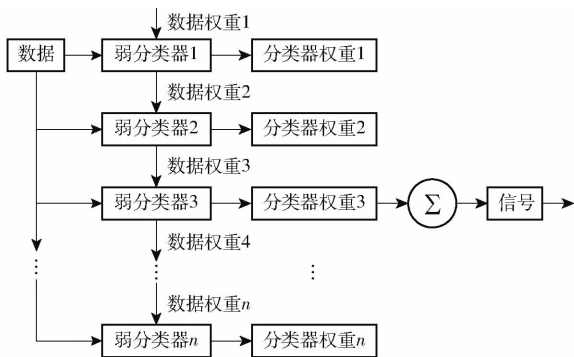 数据权重1
数据
弱分类器1
分类器权重1
数据权重2
弱分类器2
分类器权重2
数据权重3
弱分类器3
分类器权重3
Σ
信号
数据权重4
⋮
⋮
⋮
数据权重n
弱分类器n
分类器权重n